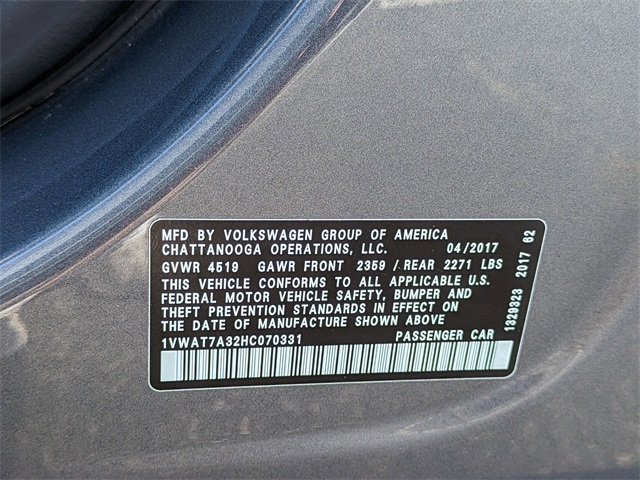 MFD BY VOLKSWAGEN GROUP OF AMERICA
CHATTANOOGA OPERATIONS, LLC. 04/2017
GVWR 4519 GAWR FRONT 2359 / REAR 2271 LBS
THIS VEHICLE CONFORMS TO ALL APPLICABLE U.S.
FEDERAL MOTOR VEHICLE SAFETY, BUMPER AND
THEFT PREVENTION STANDARDS IN EFFECT ON
THE DATE OF MANUFACTURE SHOWN ABOVE
1VWAT7A32HC070331 PASSENGER CAR
1329323 2017 62